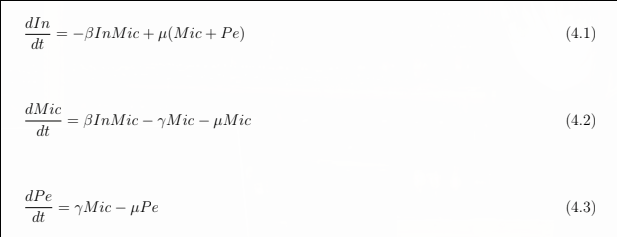 dIn/dt = −βInMic + μ(Mic + Pe) (4.1)
dMic/dt = βInMic − γMic − μMic (4.2)
dPe/dt = γMic − μPe (4.3)